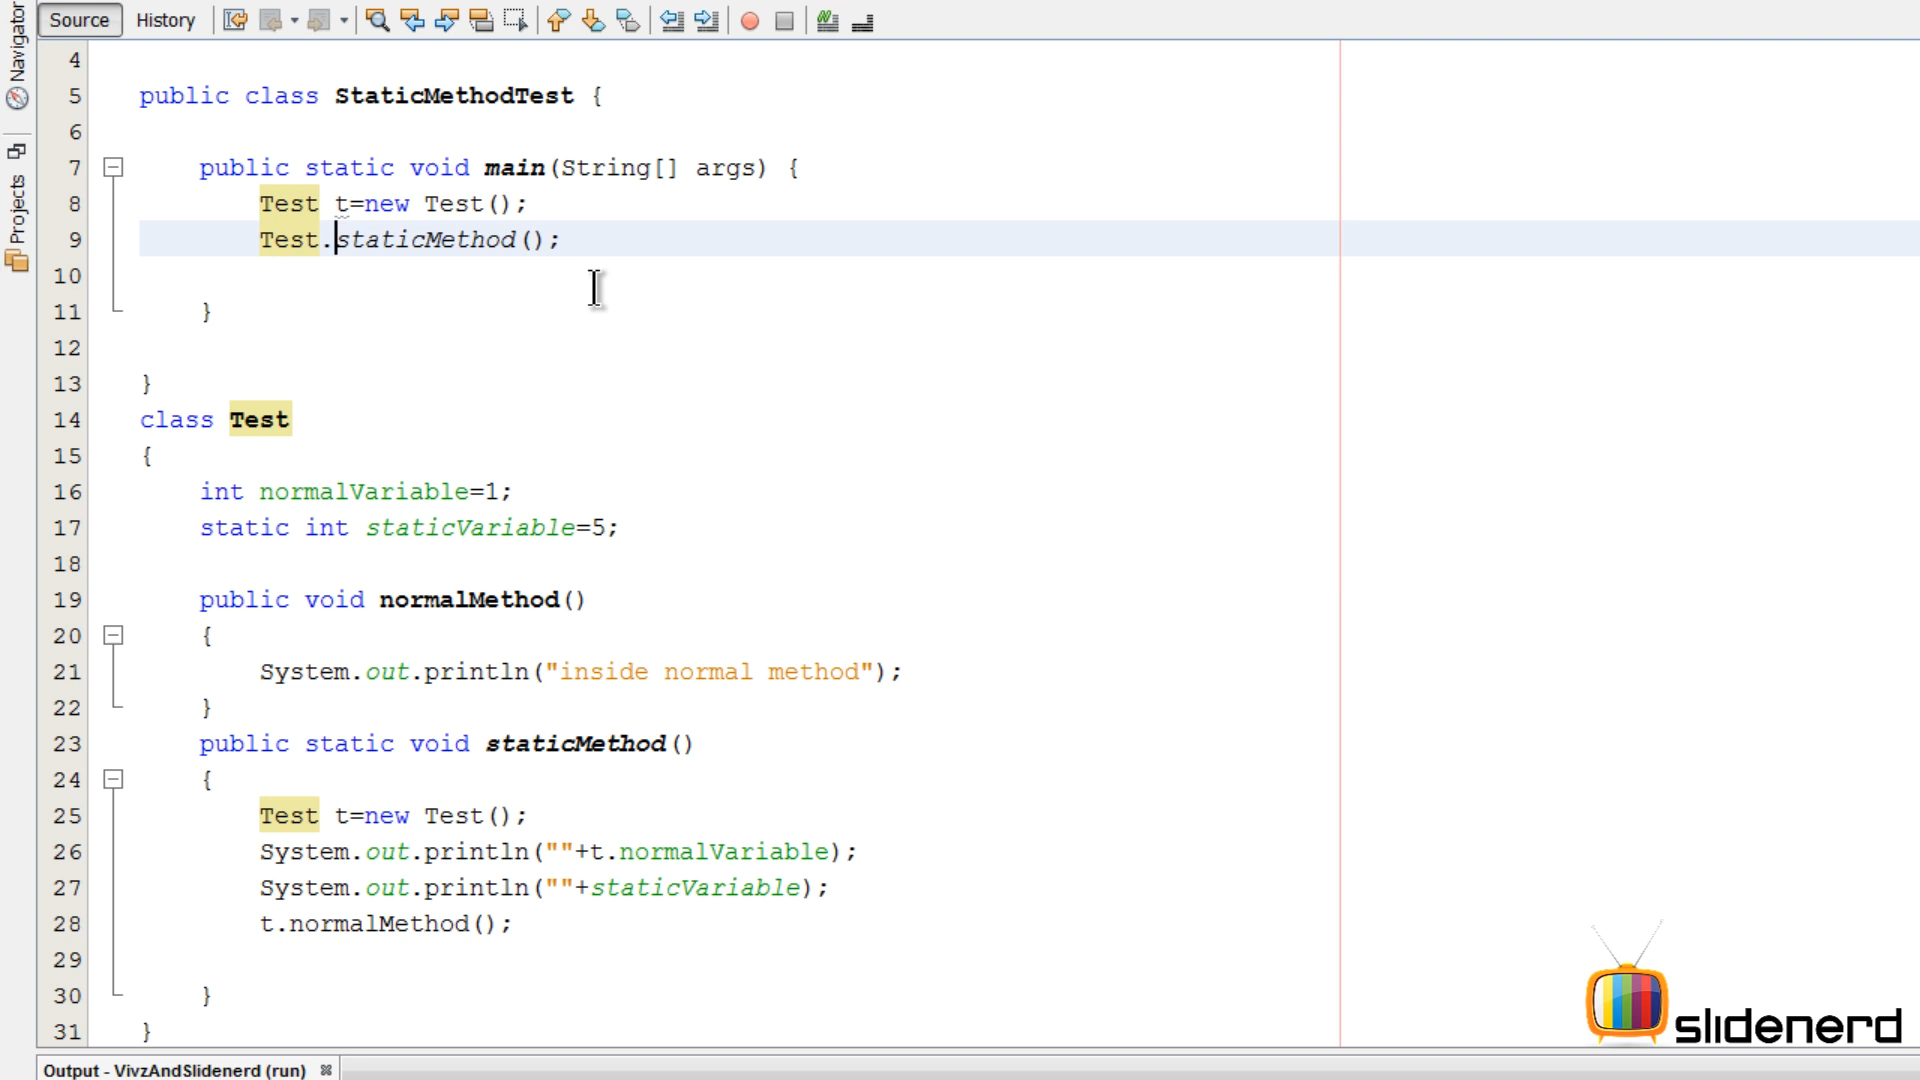 Source History
Navigator
Projects
4
5 public class StaticMethodTest {
6
7 public static void main(String[] args) {
8 Test t=new Test();
9 Test.staticMethod();
10
11 }
12
13 }
14 class Test
15 {
16 int normalVariable=1;
17 static int staticVariable=5;
18
19 public void normalMethod()
20 {
21 System.out.println("inside normal method");
22 }
23 public static void staticMethod()
24 {
25 Test t=new Test();
26 System.out.println(""+t.normalVariable);
27 System.out.println(""+staticVariable);
28 t.normalMethod();
29
30 }
31 }
slidenerd
Output - VivzAndSlidenerd (run)